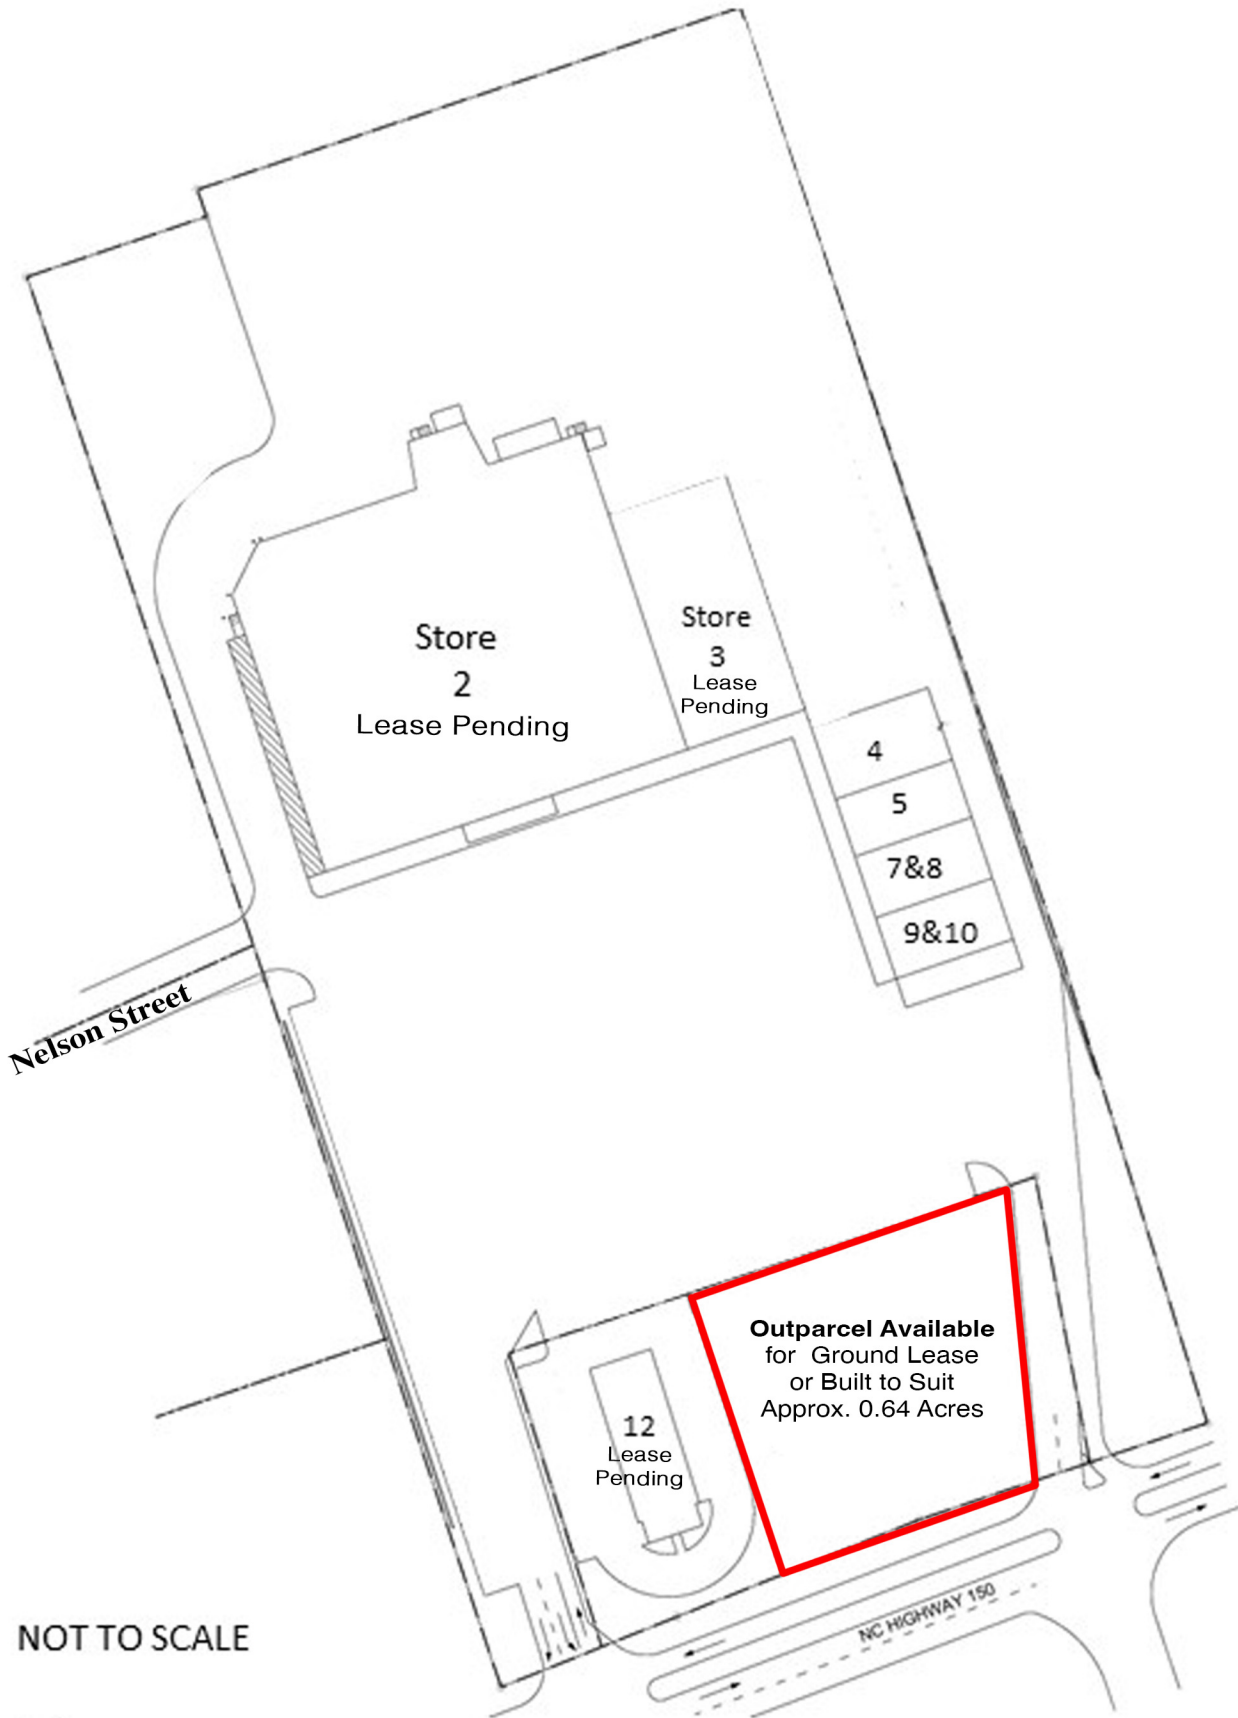 Store
2
Lease Pending
Store
3
Lease
Pending
4
5
7&8
9&10
Nelson Street
Outparcel Available
for Ground Lease
or Built to Suit
Approx. 0.64 Acres
12
Lease
Pending
NC HIGHWAY 150
NOT TO SCALE